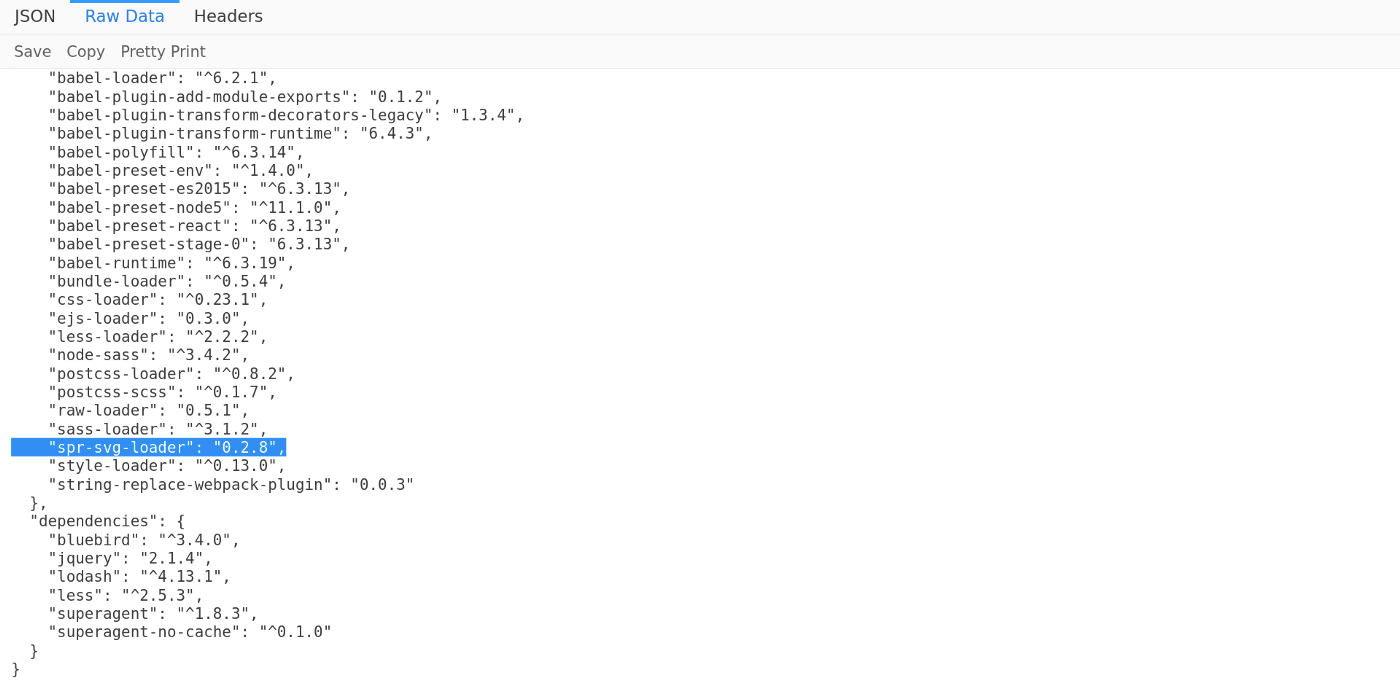 JSON Raw Data Headers
Save Copy Pretty Print
"babel-loader": "^6.2.1",
"babel-plugin-add-module-exports": "0.1.2",
"babel-plugin-transform-decorators-legacy": "1.3.4",
"babel-plugin-transform-runtime": "6.4.3",
"babel-polyfill": "^6.3.14",
"babel-preset-env": "^1.4.0",
"babel-preset-es2015": "^6.3.13",
"babel-preset-node5": "^11.1.0",
"babel-preset-react": "^6.3.13",
"babel-preset-stage-0": "6.3.13",
"babel-runtime": "^6.3.19",
"bundle-loader": "^0.5.4",
"css-loader": "^0.23.1",
"ejs-loader": "0.3.0",
"less-loader": "^2.2.2",
"node-sass": "^3.4.2",
"postcss-loader": "^0.8.2",
"postcss-scss": "^0.1.7",
"raw-loader": "0.5.1",
"sass-loader": "^3.1.2",
"spr-svg-loader": "0.2.8",
"style-loader": "^0.13.0",
"string-replace-webpack-plugin": "0.0.3"
},
"dependencies": {
"bluebird": "^3.4.0",
"jquery": "2.1.4",
"lodash": "^4.13.1",
"less": "^2.5.3",
"superagent": "^1.8.3",
"superagent-no-cache": "^0.1.0"
}
}